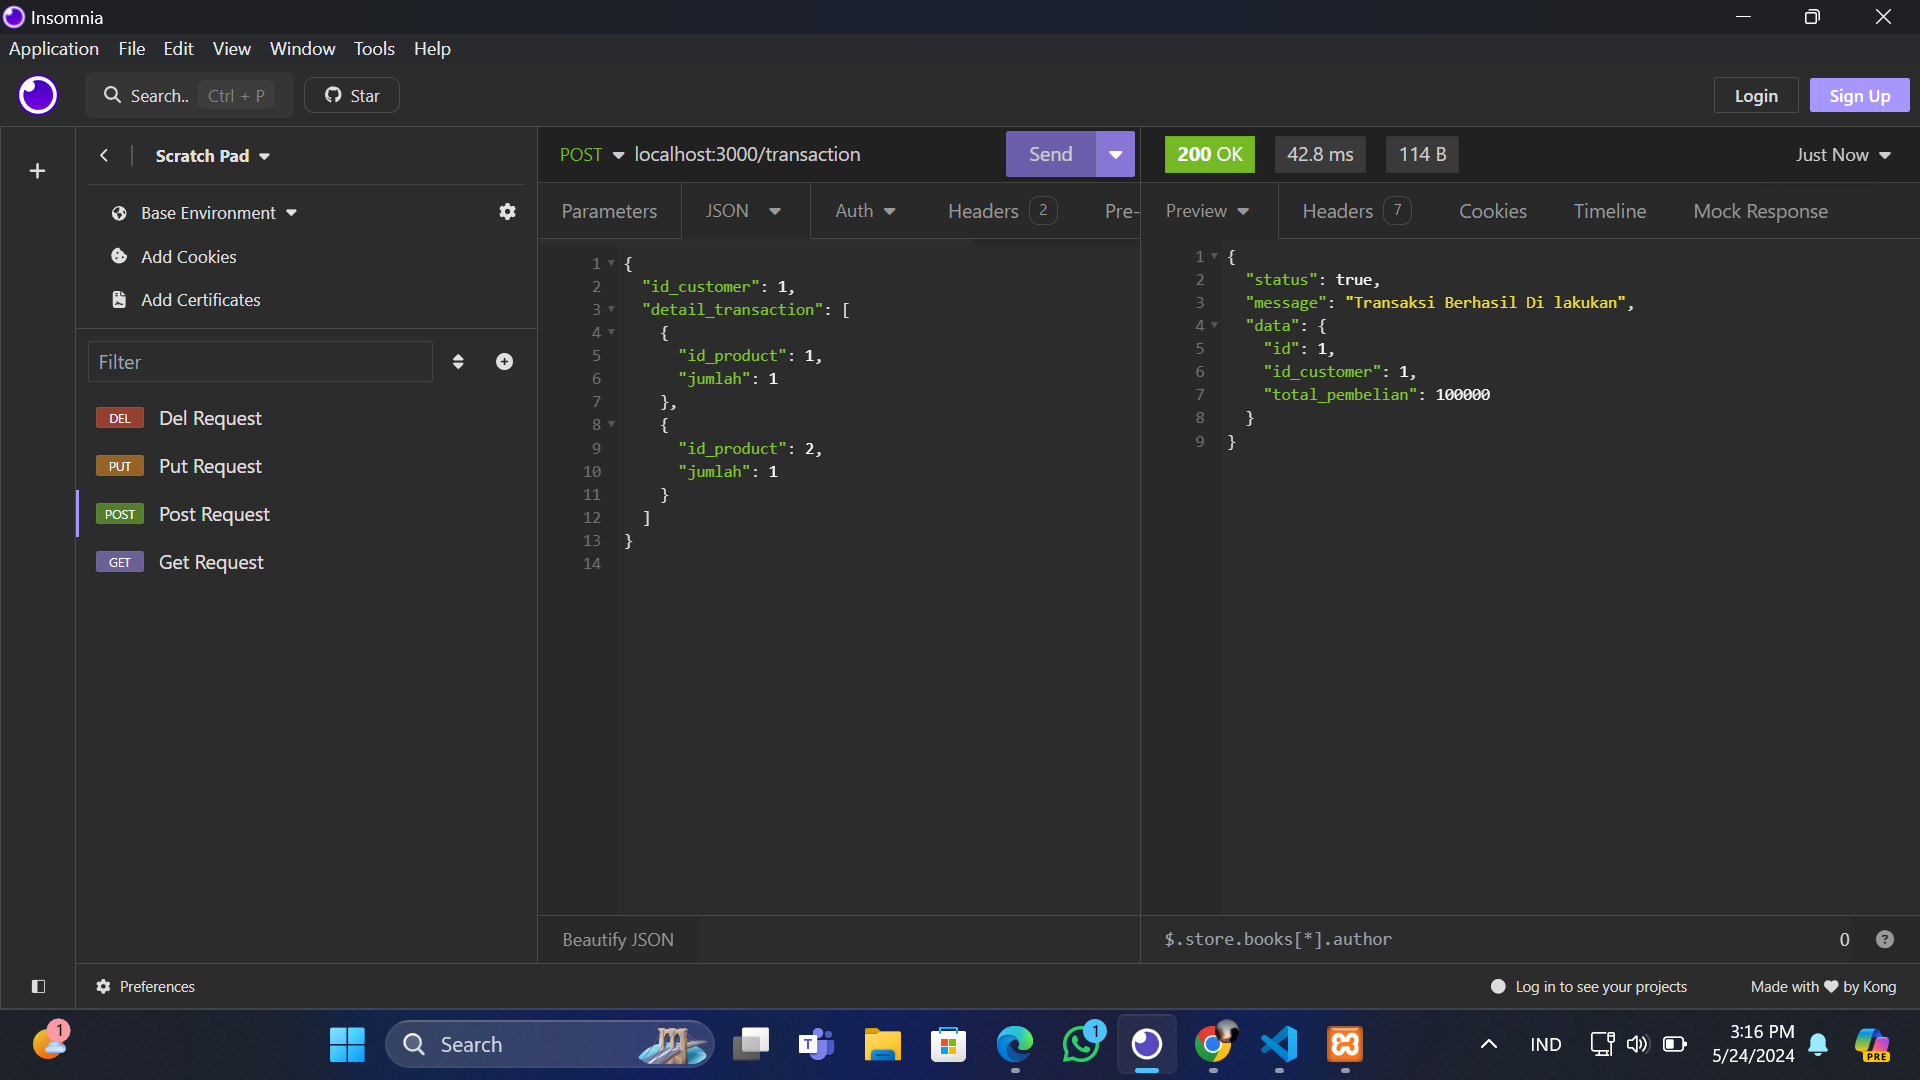 Insomnia
Application File Edit View Window Tools Help
Search.. Ctrl + P Star Login Sign Up
Scratch Pad
Base Environment
Add Cookies
Add Certificates
Filter
DEL Del Request
PUT Put Request
POST Post Request
GET Get Request
POST localhost:3000/transaction Send
Parameters JSON Auth Headers 2 Pre-
1 {
2 "id_customer": 1,
3 "detail_transaction": [
4 {
5 "id_product": 1,
6 "jumlah": 1
7 },
8 {
9 "id_product": 2,
10 "jumlah": 1
11 }
12 ]
13 }
14
Beautify JSON
200 OK 42.8 ms 114 B Just Now
Preview Headers 7 Cookies Timeline Mock Response
1 {
2 "status": true,
3 "message": "Transaksi Berhasil Di lakukan",
4 "data": {
5 "id": 1,
6 "id_customer": 1,
7 "total_pembelian": 100000
8 }
9 }
$.store.books[*].author 0 ?
Preferences Log in to see your projects Made with ❤ by Kong
1 Search T 1 IND 3:16 PM
5/24/2024 PRE